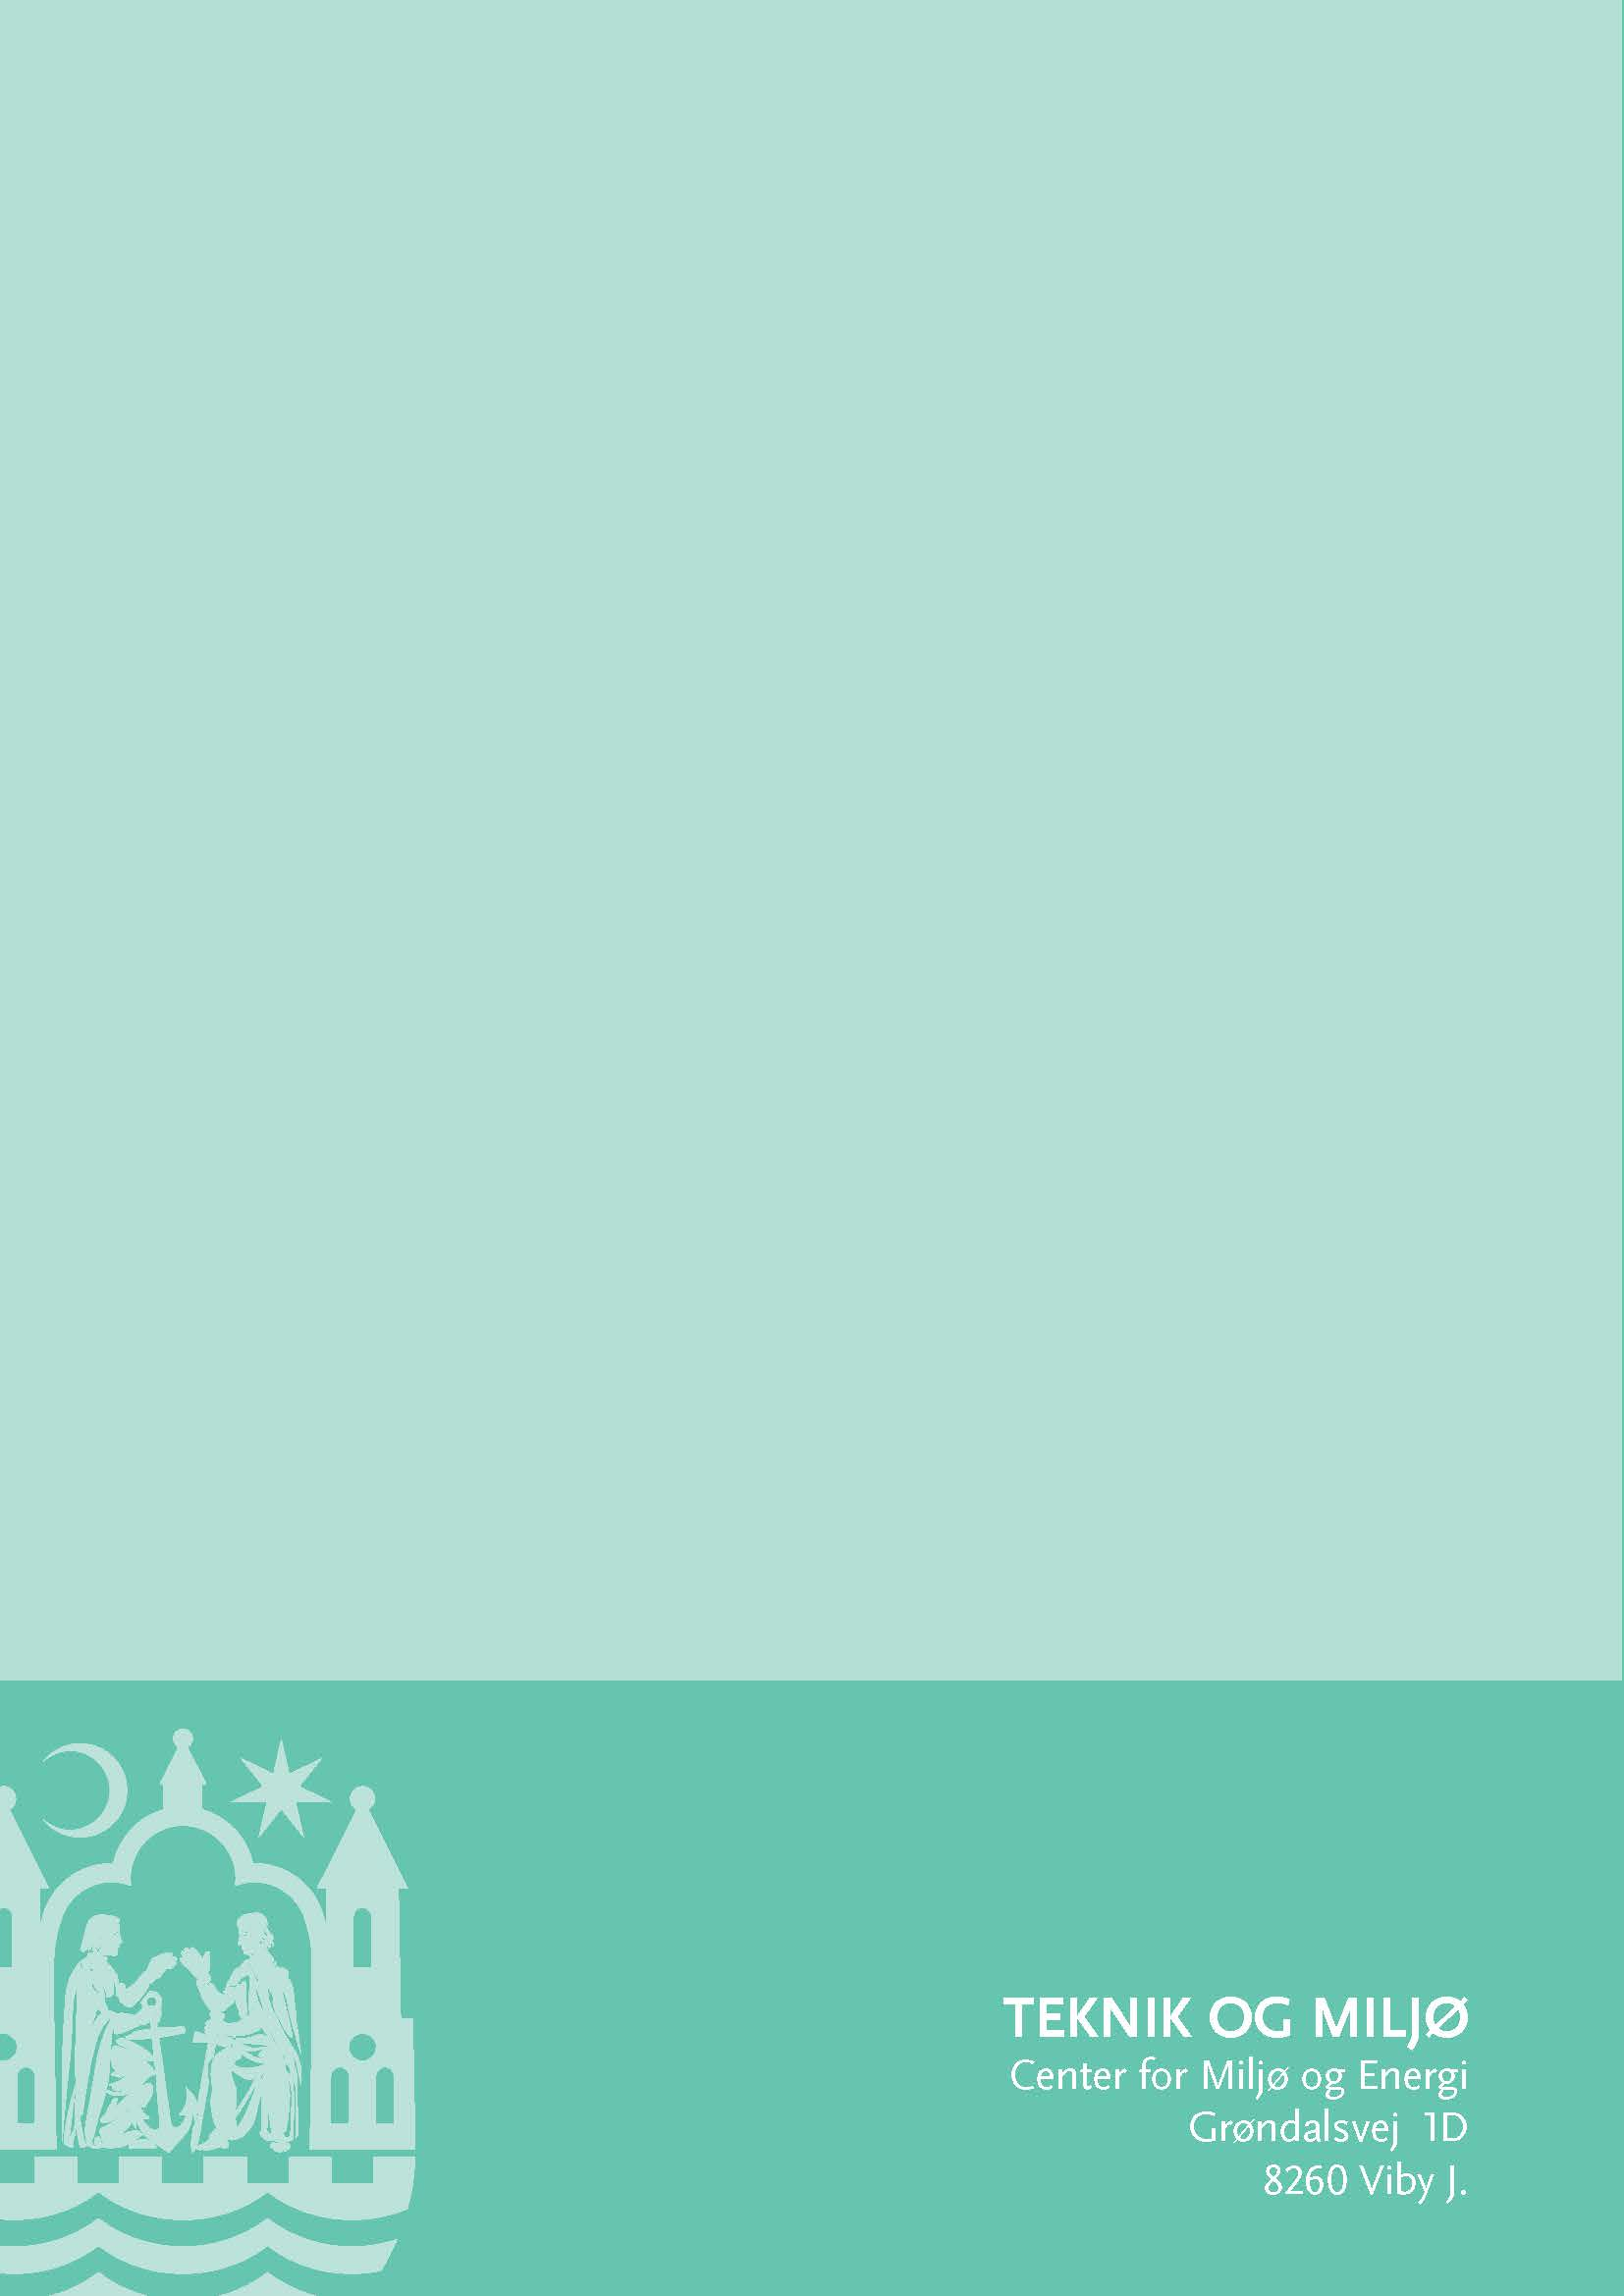 TEKNIK OG MILJØ
Center for Miljø og Energi
Grøndalsvej 1D
8260 Viby J.